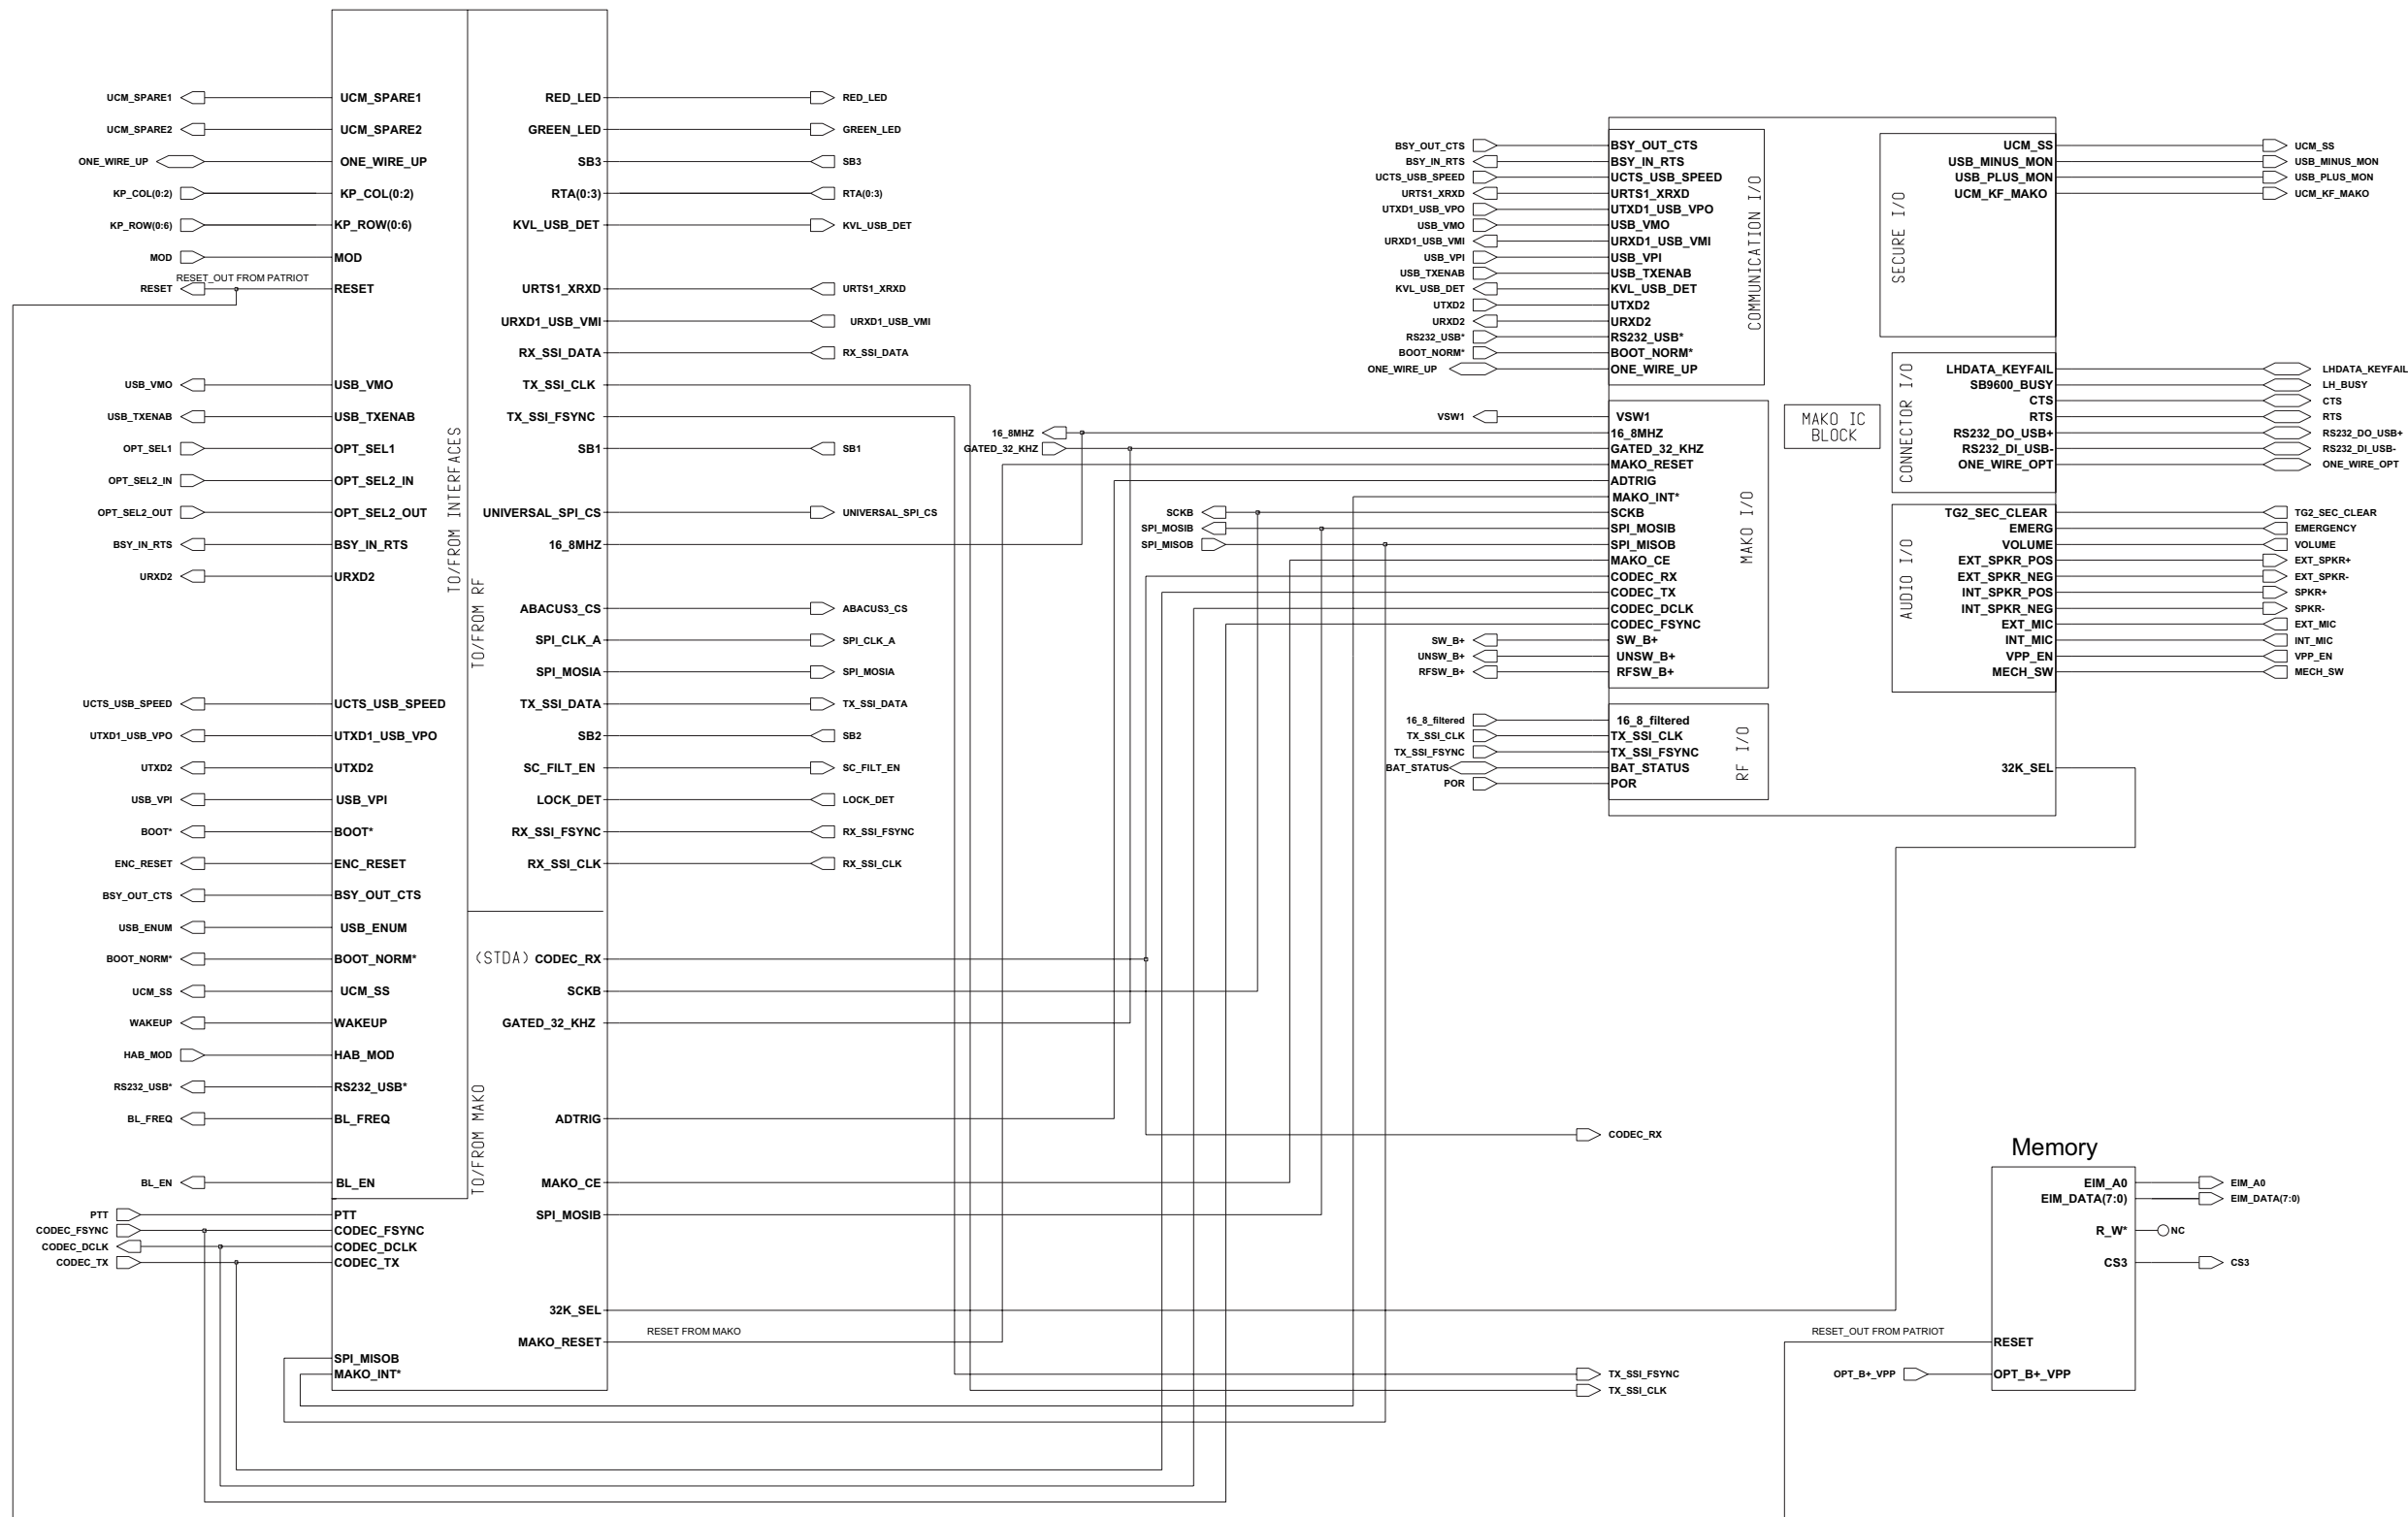 UCM_SPARE1
UCM_SPARE2
ONE_WIRE_UP
KP_COL(0:2)
KP_ROW(0:6)
MOD
RESET_OUT FROM PATRIOT
RESET
USB_VMO
USB_TXENAB
OPT_SEL1
OPT_SEL2_IN
OPT_SEL2_OUT
BSY_IN_RTS
URXD2
UCTS_USB_SPEED
UTXD1_USB_VPO
UTXD2
USB_VPI
BOOT*
ENC_RESET
BSY_OUT_CTS
USB_ENUM
BOOT_NORM*
UCM_SS
WAKEUP
HAB_MOD
RS232_USB*
BL_FREQ
BL_EN
PTT
CODEC_FSYNC
CODEC_DCLK
CODEC_TX
UCM_SPARE1
UCM_SPARE2
ONE_WIRE_UP
KP_COL(0:2)
KP_ROW(0:6)
MOD
RESET
USB_VMO
USB_TXENAB
OPT_SEL1
OPT_SEL2_IN
OPT_SEL2_OUT
BSY_IN_RTS
URXD2
UCTS_USB_SPEED
UTXD1_USB_VPO
UTXD2
USB_VPI
BOOT*
ENC_RESET
BSY_OUT_CTS
USB_ENUM
BOOT_NORM*
UCM_SS
WAKEUP
HAB_MOD
RS232_USB*
BL_FREQ
BL_EN
PTT
CODEC_FSYNC
CODEC_DCLK
CODEC_TX
SPI_MISOB
MAKO_INT*
TO/FROM INTERFACES
TO/FROM RF
TO/FROM MAKO
RED_LED
GREEN_LED
SB3
RTA(0:3)
KVL_USB_DET
URTS1_XRXD
URXD1_USB_VMI
RX_SSI_DATA
TX_SSI_CLK
TX_SSI_FSYNC
SB1
UNIVERSAL_SPI_CS
16_8MHZ
ABACUS3_CS
SPI_CLK_A
SPI_MOSIA
TX_SSI_DATA
SB2
SC_FILT_EN
LOCK_DET
RX_SSI_FSYNC
RX_SSI_CLK
(STDA) CODEC_RX
SCKB
GATED_32_KHZ
ADTRIG
MAKO_CE
SPI_MOSIB
32K_SEL
MAKO_RESET
RESET FROM MAKO
RED_LED
GREEN_LED
SB3
RTA(0:3)
KVL_USB_DET
URTS1_XRXD
URXD1_USB_VMI
RX_SSI_DATA
SB1
UNIVERSAL_SPI_CS
ABACUS3_CS
SPI_CLK_A
SPI_MOSIA
TX_SSI_DATA
SB2
SC_FILT_EN
LOCK_DET
RX_SSI_FSYNC
RX_SSI_CLK
CODEC_RX
TX_SSI_FSYNC
TX_SSI_CLK
BSY_OUT_CTS
BSY_IN_RTS
UCTS_USB_SPEED
URTS1_XRXD
UTXD1_USB_VPO
USB_VMO
URXD1_USB_VMI
USB_VPI
USB_TXENAB
KVL_USB_DET
UTXD2
URXD2
RS232_USB*
BOOT_NORM*
ONE_WIRE_UP
VSW1
16_8MHZ
GATED_32_KHZ
SCKB
SPI_MOSIB
SPI_MISOB
SW_B+
UNSW_B+
RFSW_B+
16_8_filtered
TX_SSI_CLK
TX_SSI_FSYNC
BAT_STATUS
POR
BSY_OUT_CTS
BSY_IN_RTS
UCTS_USB_SPEED
URTS1_XRXD
UTXD1_USB_VPO
USB_VMO
URXD1_USB_VMI
USB_VPI
USB_TXENAB
KVL_USB_DET
UTXD2
URXD2
RS232_USB*
BOOT_NORM*
ONE_WIRE_UP
COMMUNICATION I/O
VSW1
16_8MHZ
GATED_32_KHZ
MAKO_RESET
ADTRIG
MAKO_INT*
SCKB
SPI_MOSIB
SPI_MISOB
MAKO_CE
CODEC_RX
CODEC_TX
CODEC_DCLK
CODEC_FSYNC
SW_B+
UNSW_B+
RFSW_B+
MAKO I/O
16_8_filtered
TX_SSI_CLK
TX_SSI_FSYNC
BAT_STATUS
POR
RF I/O
MAKO IC
BLOCK
SECURE I/O
UCM_SS
USB_MINUS_MON
USB_PLUS_MON
UCM_KF_MAKO
CONNECTOR I/O
LHDATA_KEYFAIL
SB9600_BUSY
CTS
RTS
RS232_DO_USB+
RS232_DI_USB-
ONE_WIRE_OPT
AUDIO I/O
TG2_SEC_CLEAR
EMERG
VOLUME
EXT_SPKR_POS
EXT_SPKR_NEG
INT_SPKR_POS
INT_SPKR_NEG
EXT_MIC
INT_MIC
VPP_EN
MECH_SW
32K_SEL
UCM_SS
USB_MINUS_MON
USB_PLUS_MON
UCM_KF_MAKO
LHDATA_KEYFAIL
LH_BUSY
CTS
RTS
RS232_DO_USB+
RS232_DI_USB-
ONE_WIRE_OPT
TG2_SEC_CLEAR
EMERGENCY
VOLUME
EXT_SPKR+
EXT_SPKR-
SPKR+
SPKR-
EXT_MIC
INT_MIC
VPP_EN
MECH_SW
Memory
EIM_A0
EIM_DATA(7:0)
R_W*
CS3
RESET
OPT_B+_VPP
EIM_A0
EIM_DATA(7:0)
NC
CS3
RESET_OUT FROM PATRIOT
OPT_B+_VPP